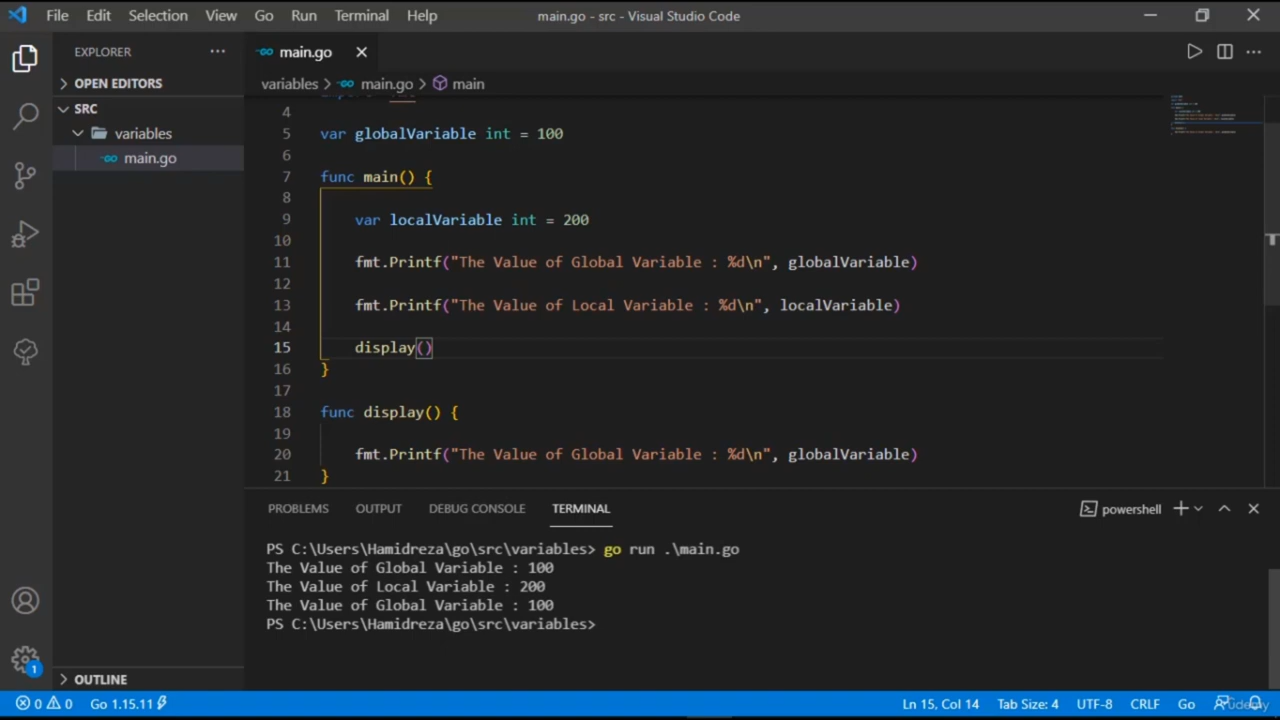 File Edit Selection View Go Run Terminal Help main.go - src - Visual Studio Code
EXPLORER ··· main.go
OPEN EDITORS
variables > main.go > main
SRC
variables
main.go
4
5 var globalVariable int = 100
6
7 func main() {
8
9 var localVariable int = 200
10
11 fmt.Printf("The Value of Global Variable : %d\n", globalVariable)
12
13 fmt.Printf("The Value of Local Variable : %d\n", localVariable)
14
15 display()
16 }
17
18 func display() {
19
20 fmt.Printf("The Value of Global Variable : %d\n", globalVariable)
21 }
PROBLEMS OUTPUT DEBUG CONSOLE TERMINAL powershell
PS C:\Users\Hamidreza\go\src\variables> go run .\main.go
The Value of Global Variable : 100
The Value of Local Variable : 200
The Value of Global Variable : 100
PS C:\Users\Hamidreza\go\src\variables>
1
OUTLINE
0 0 Go 1.15.11 Ln 15, Col 14 Tab Size: 4 UTF-8 CRLF Go Udemy